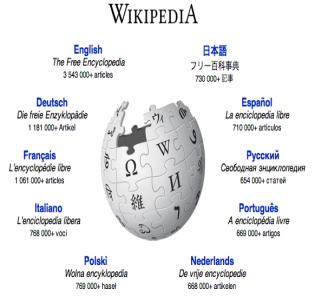 WIKIPEDIA
English
The Free Encyclopedia
3 543 000+ articles
日本語
フリー百科事典
730 000+ 記事
Deutsch
Die freie Enzyklopädie
1 181 000+ Artikel
Español
La enciclopedia libre
710 000+ artículos
Français
L'encyclopédie libre
1 061 000+ articles
Русский
Свободная энциклопедия
654 000+ статей
Italiano
L'enciclopedia libera
768 000+ voci
Português
A enciclopédia livre
669 000+ artigos
Polski
Wolna encyklopedia
769 000+ haseł
Nederlands
De vrije encyclopedie
668 000+ artikelen
Ω
W
И
維